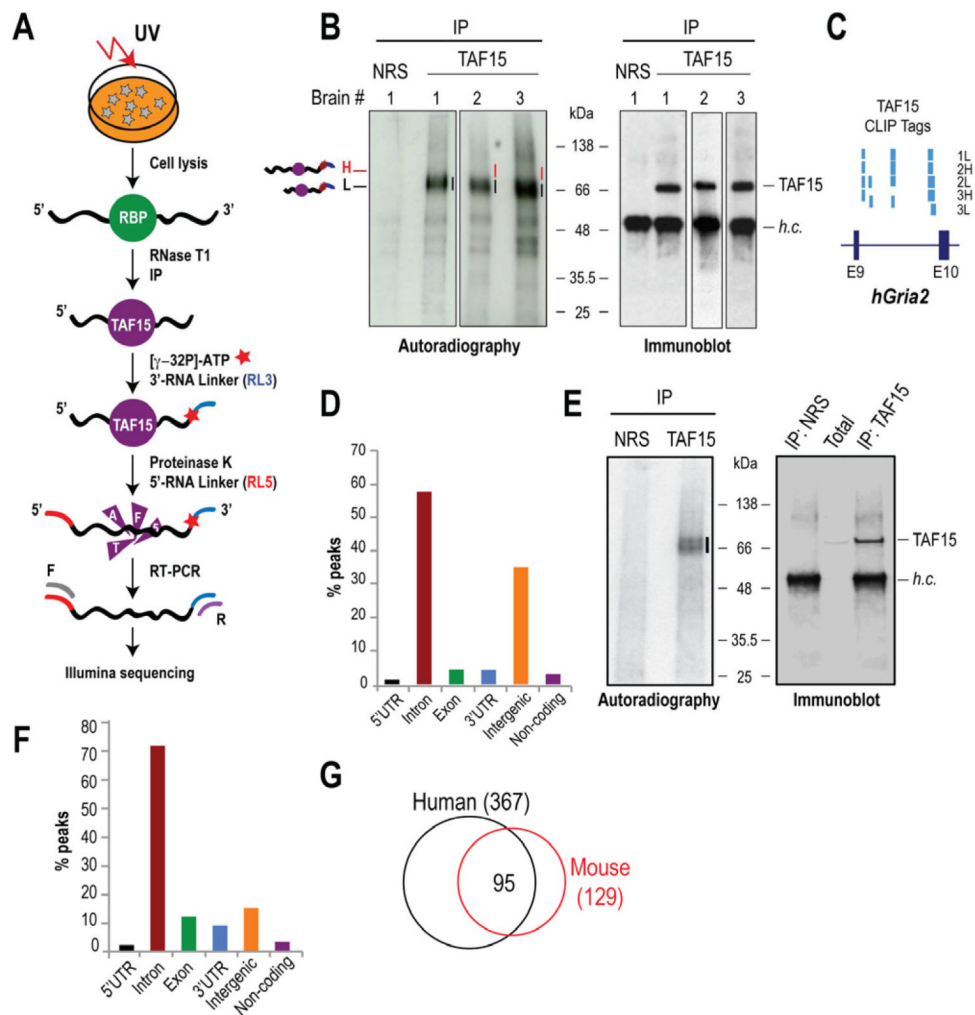 A
UV
Cell lysis
5’ RBP 3’
RNase T1
IP
5’ TAF15
[γ–32P]-ATP
3’-RNA Linker (RL3)
5’ TAF15
Proteinase K
5’-RNA Linker (RL5)
5’ T A F 5 3’
RT-PCR
F
R
Illumina sequencing
B
IP
NRS TAF15
Brain # 1 1 2 3
kDa
138
66
48
35.5
25
H
L
Autoradiography
IP
TAF15
NRS
1 1 2 3
TAF15
h.c.
Immunoblot
C
TAF15
CLIP Tags
1L
2H
2L
3H
3L
E9 E10
hGria2
D
% peaks
70
60
50
40
30
20
10
0
5’UTR
Intron
Exon
3’UTR
Intergenic
Non-coding
E
IP
NRS TAF15
kDa
138
66
48
35.5
25
Autoradiography
IP: NRS
Total
IP: TAF15
TAF15
h.c.
Immunoblot
F
% peaks
80
70
60
50
40
30
20
10
0
5’UTR
Intron
Exon
3’UTR
Intergenic
Non-coding
G
Human (367)
95
Mouse
(129)